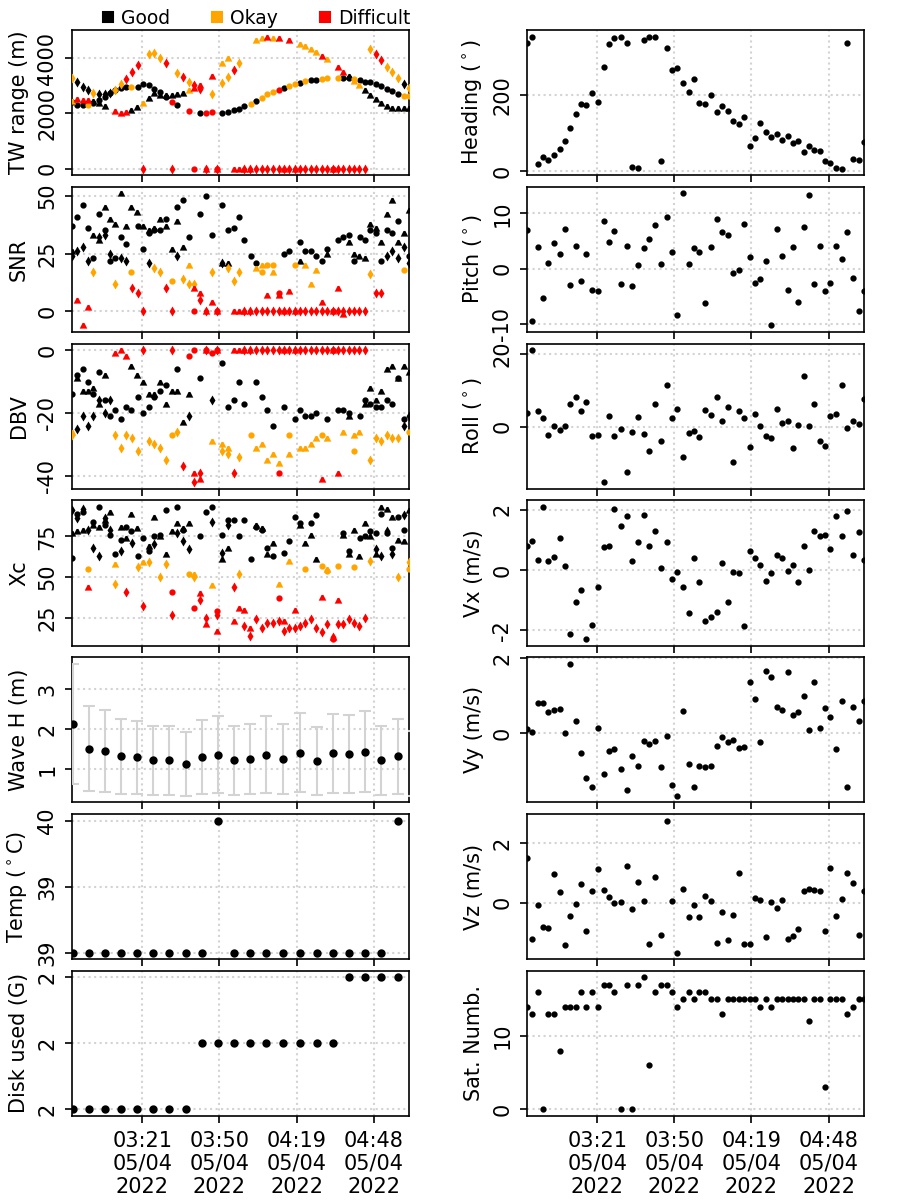 Good Okay Difficult
TW range (m)
4000
2000
0
Heading (°)
200
0
SNR
50
25
0
Pitch (°)
10
0
-10
DBV
0
-20
-40
Roll (°)
20
0
Xc
75
50
25
Vx (m/s)
2
0
-2
Wave H (m)
3
2
1
Vy (m/s)
2
0
Temp (°C)
40
39
39
Vz (m/s)
2
0
Disk used (G)
2
2
2
Sat. Numb.
10
0
03:21 03:50 04:19 04:48 03:21 03:50 04:19 04:48
05/04 05/04 05/04 05/04 05/04 05/04 05/04 05/04
2022 2022 2022 2022 2022 2022 2022 2022